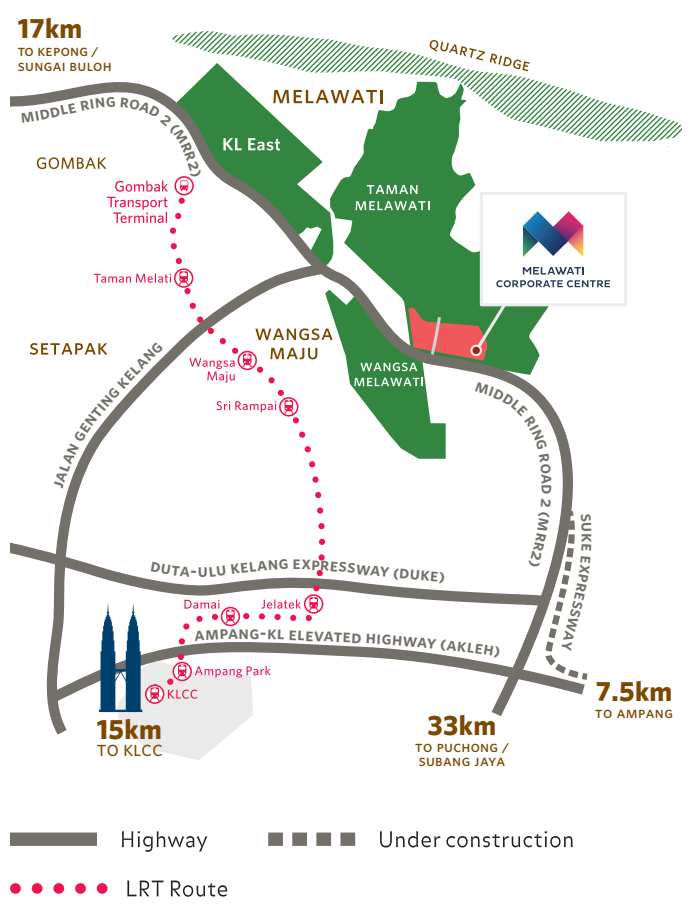 17km
TO KEPONG /
SUNGAI BULOH
QUARTZ RIDGE
MELAWATI
MIDDLE RING ROAD 2 (MRR2)
KL East
GOMBAK
Gombak
Transport
Terminal
TAMAN
MELAWATI
MELAWATI
CORPORATE CENTRE
Taman Melati
SETAPAK
WANGSA
MAJU
Wangsa
Maju
WANGSA
MELAWATI
Sri Rampai
JALAN GENTING KELANG
MIDDLE RING ROAD 2 (MRR2)
SUKE EXPRESSWAY
DUTA-ULU KELANG EXPRESSWAY (DUKE)
Damai
Jelatek
AMPANG-KL ELEVATED HIGHWAY (AKLEH)
Ampang Park
KLCC
15km
TO KLCC
33km
TO PUCHONG /
SUBANG JAYA
7.5km
TO AMPANG
Highway
Under construction
LRT Route